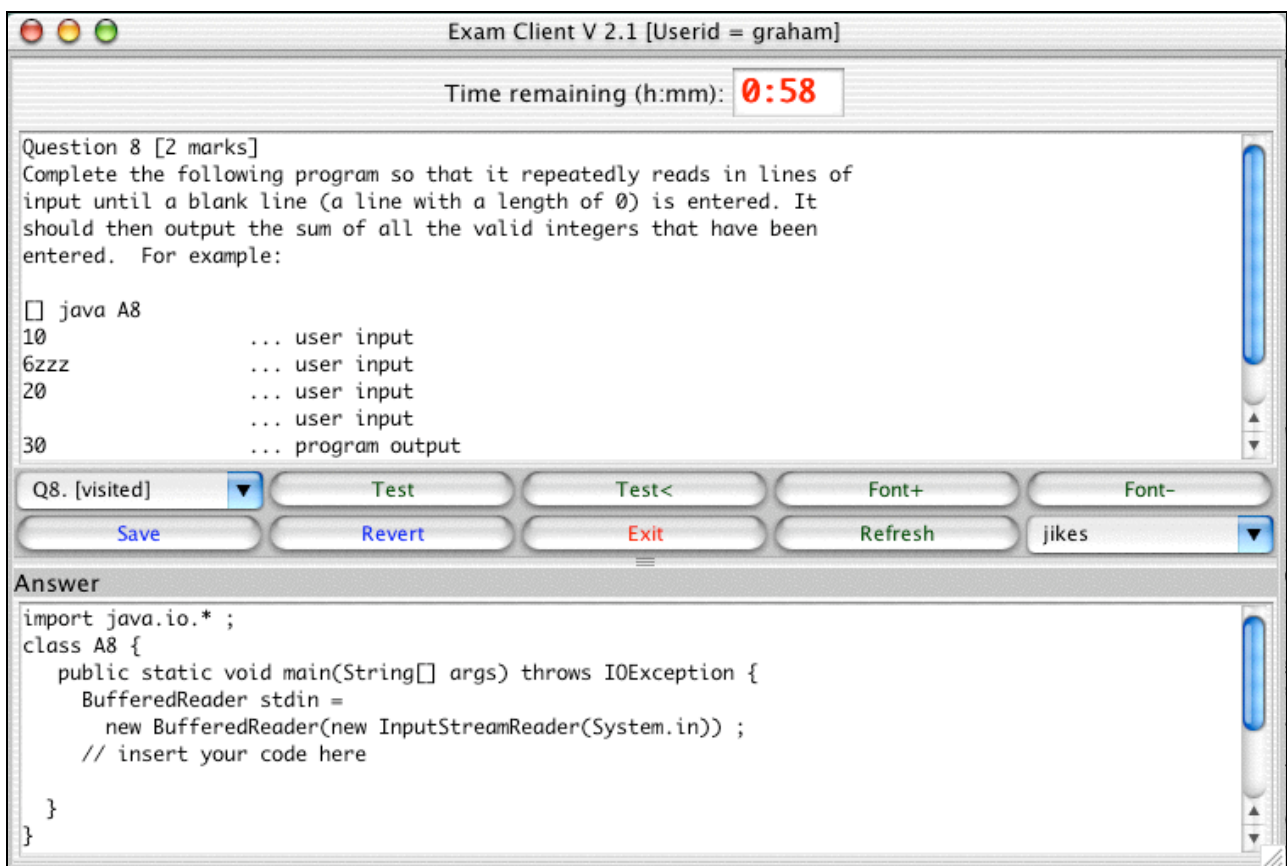 Exam Client V 2.1 [Userid = graham]
Time remaining (h:mm): 0:58
Question 8 [2 marks]
Complete the following program so that it repeatedly reads in lines of
input until a blank line (a line with a length of 0) is entered. It
should then output the sum of all the valid integers that have been
entered.  For example:

[] java A8
10                 ... user input
6zzz               ... user input
20                 ... user input
                   ... user input
30                 ... program output
Q8. [visited] Test Test< Font+ Font-
Save Revert Exit Refresh jikes
Answer
import java.io.* ;
class A8 {
   public static void main(String[] args) throws IOException {
     BufferedReader stdin =
       new BufferedReader(new InputStreamReader(System.in)) ;
     // insert your code here

  }
}